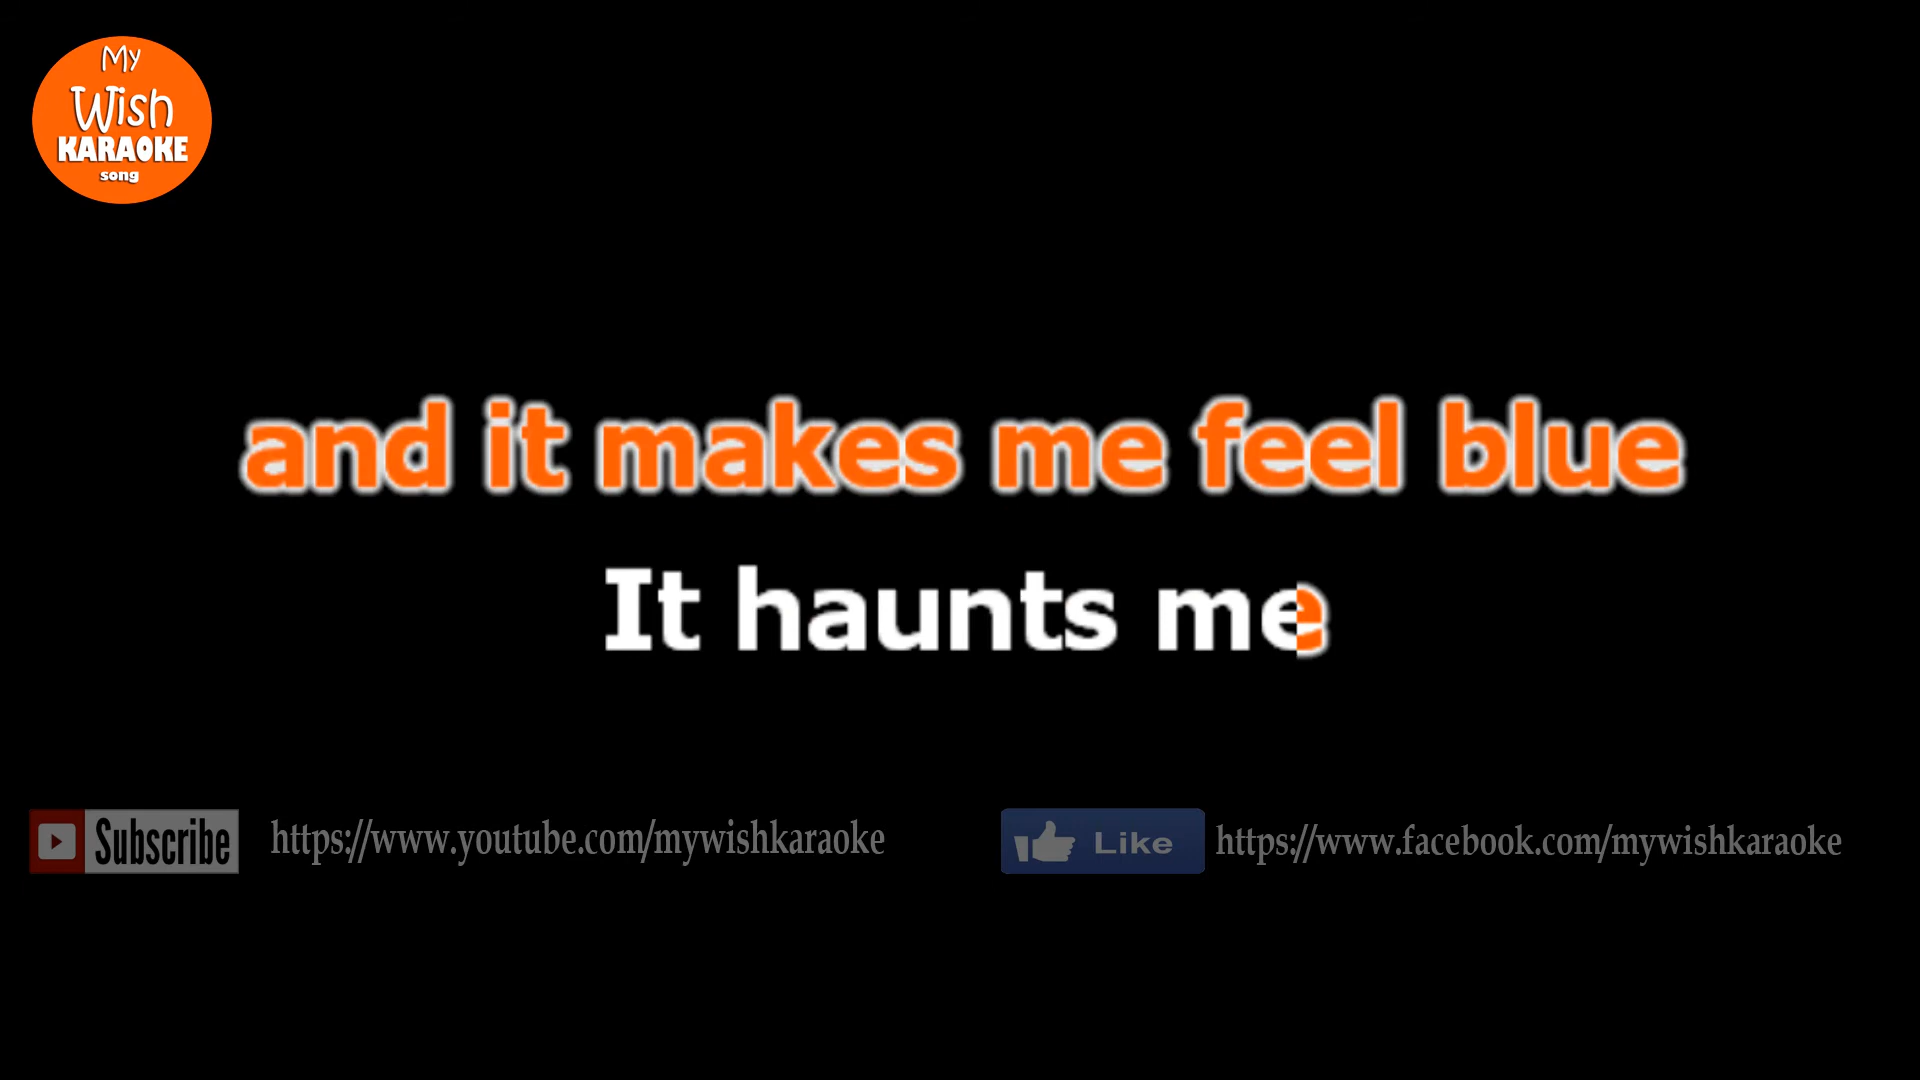 My
Wish
KARAOKE
song
and it makes me feel blue
It haunts me
Subscribe https://www.youtube.com/mywishkaraoke
Like https://www.facebook.com/mywishkaraoke